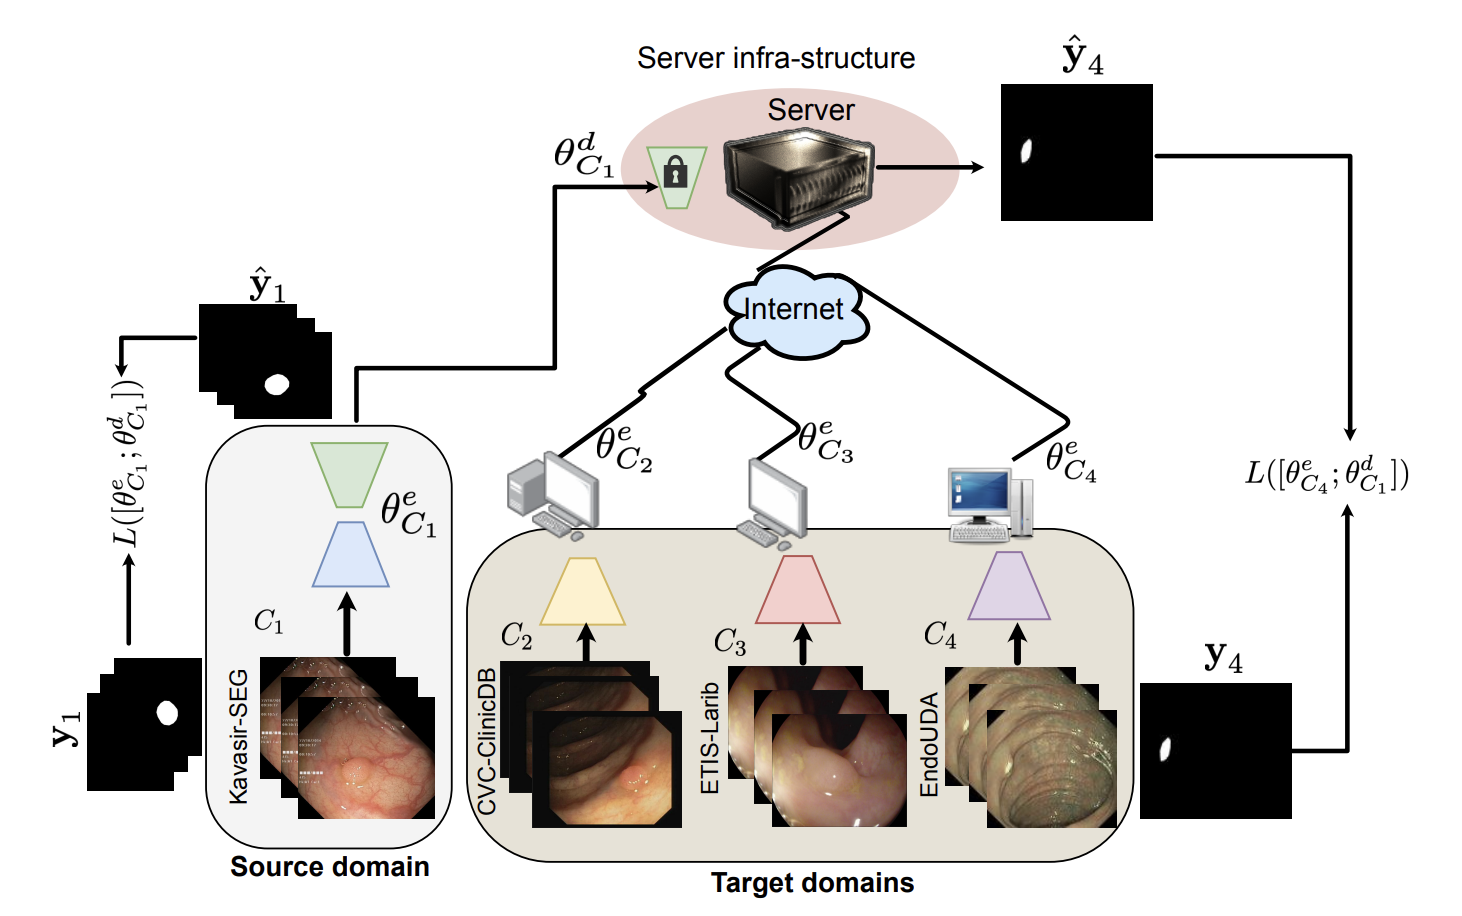 Server infra-structure
$\hat{\mathbf{y}}_4$
Server
$\theta^d_{C_1}$
$\hat{\mathbf{y}}_1$
Internet
$L([\theta^e_{C_1};\theta^d_{C_1}])$
$\theta^e_{C_2}$
$\theta^e_{C_3}$
$\theta^e_{C_4}$
$L([\theta^e_{C_4};\theta^d_{C_1}])$
$\theta^e_{C_1}$
$C_1$
$C_2$
$C_3$
$C_4$
$\mathbf{y}_4$
$\mathbf{y}_1$
Kavasir-SEG
CVC-ClinicDB
ETIS-Larib
EndoUDA
Source domain
Target domains